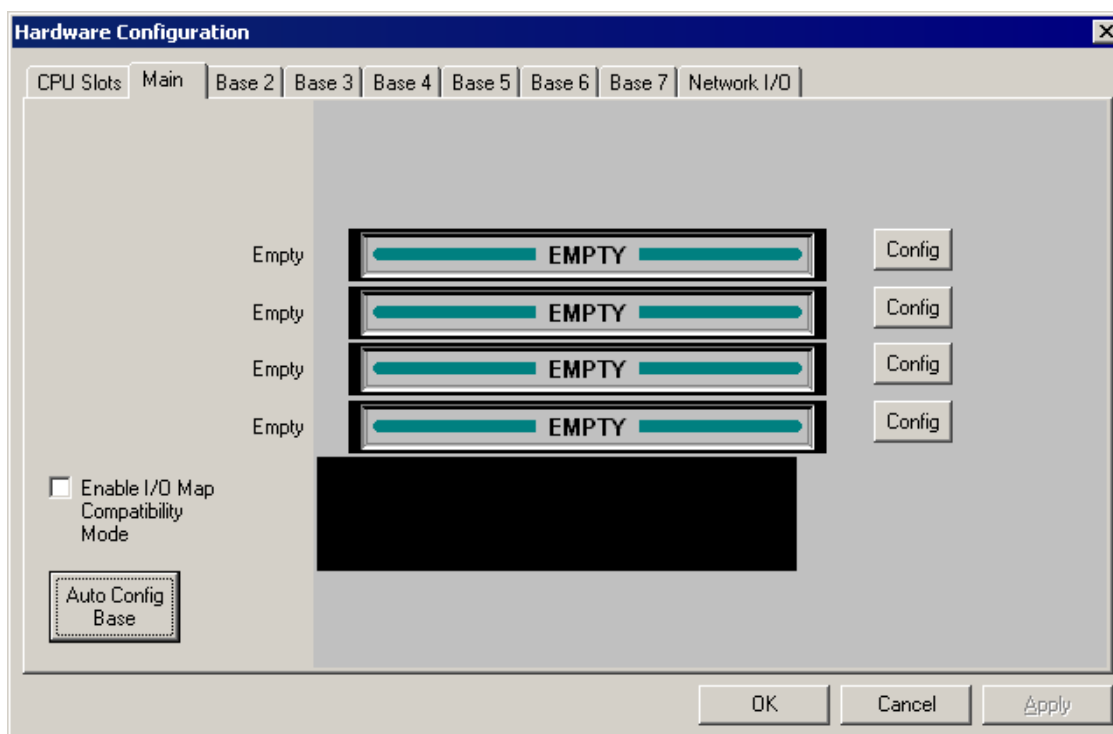 Hardware Configuration
CPU Slots Main Base 2 Base 3 Base 4 Base 5 Base 6 Base 7 Network I/O
Empty EMPTY Config
Empty EMPTY Config
Empty EMPTY Config
Empty EMPTY Config
Enable I/O Map
Compatibility
Mode
Auto Config
Base
OK Cancel Apply